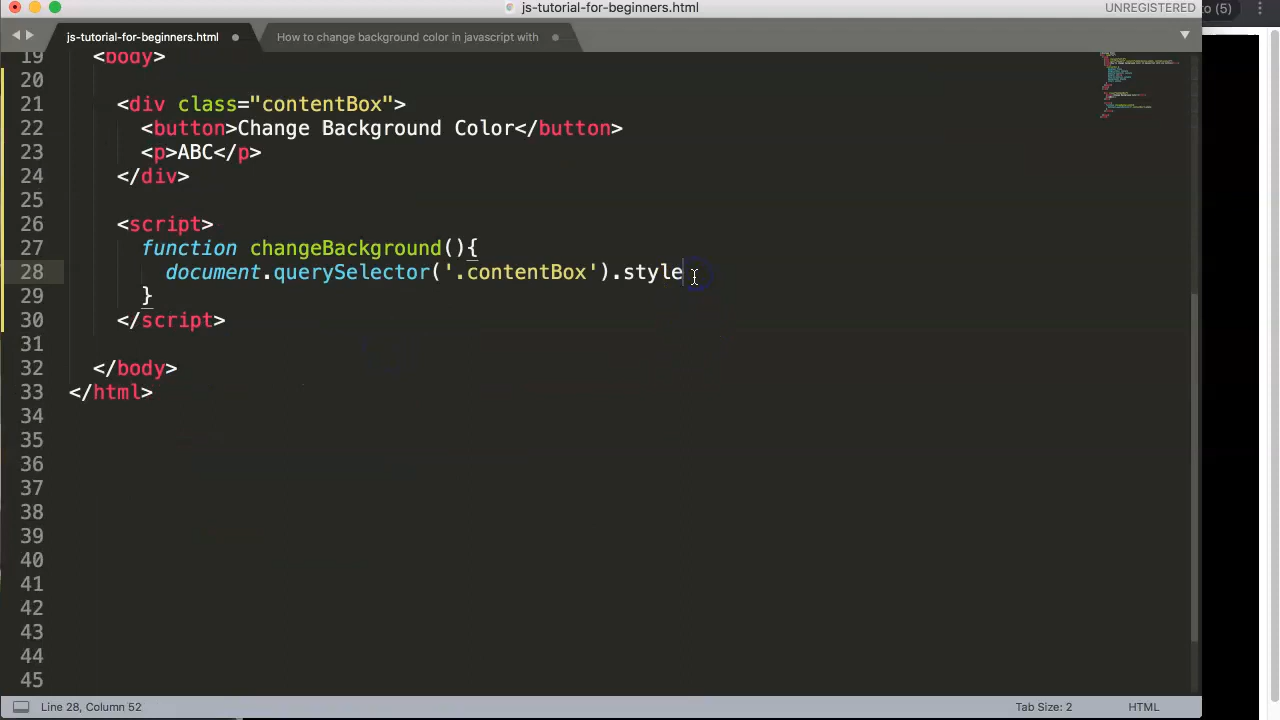 js-tutorial-for-beginners.html
UNREGISTERED
to (5)
js-tutorial-for-beginners.html
How to change background color in javascript with
19 <body>
20
21 <div class="contentBox">
22 <button>Change Background Color</button>
23 <p>ABC</p>
24 </div>
25
26 <script>
27 function changeBackground(){
28 document.querySelector('.contentBox').style
29 }
30 </script>
31
32 </body>
33 </html>
34
35
36
37
38
39
40
41
42
43
44
45
Line 28, Column 52
Tab Size: 2
HTML